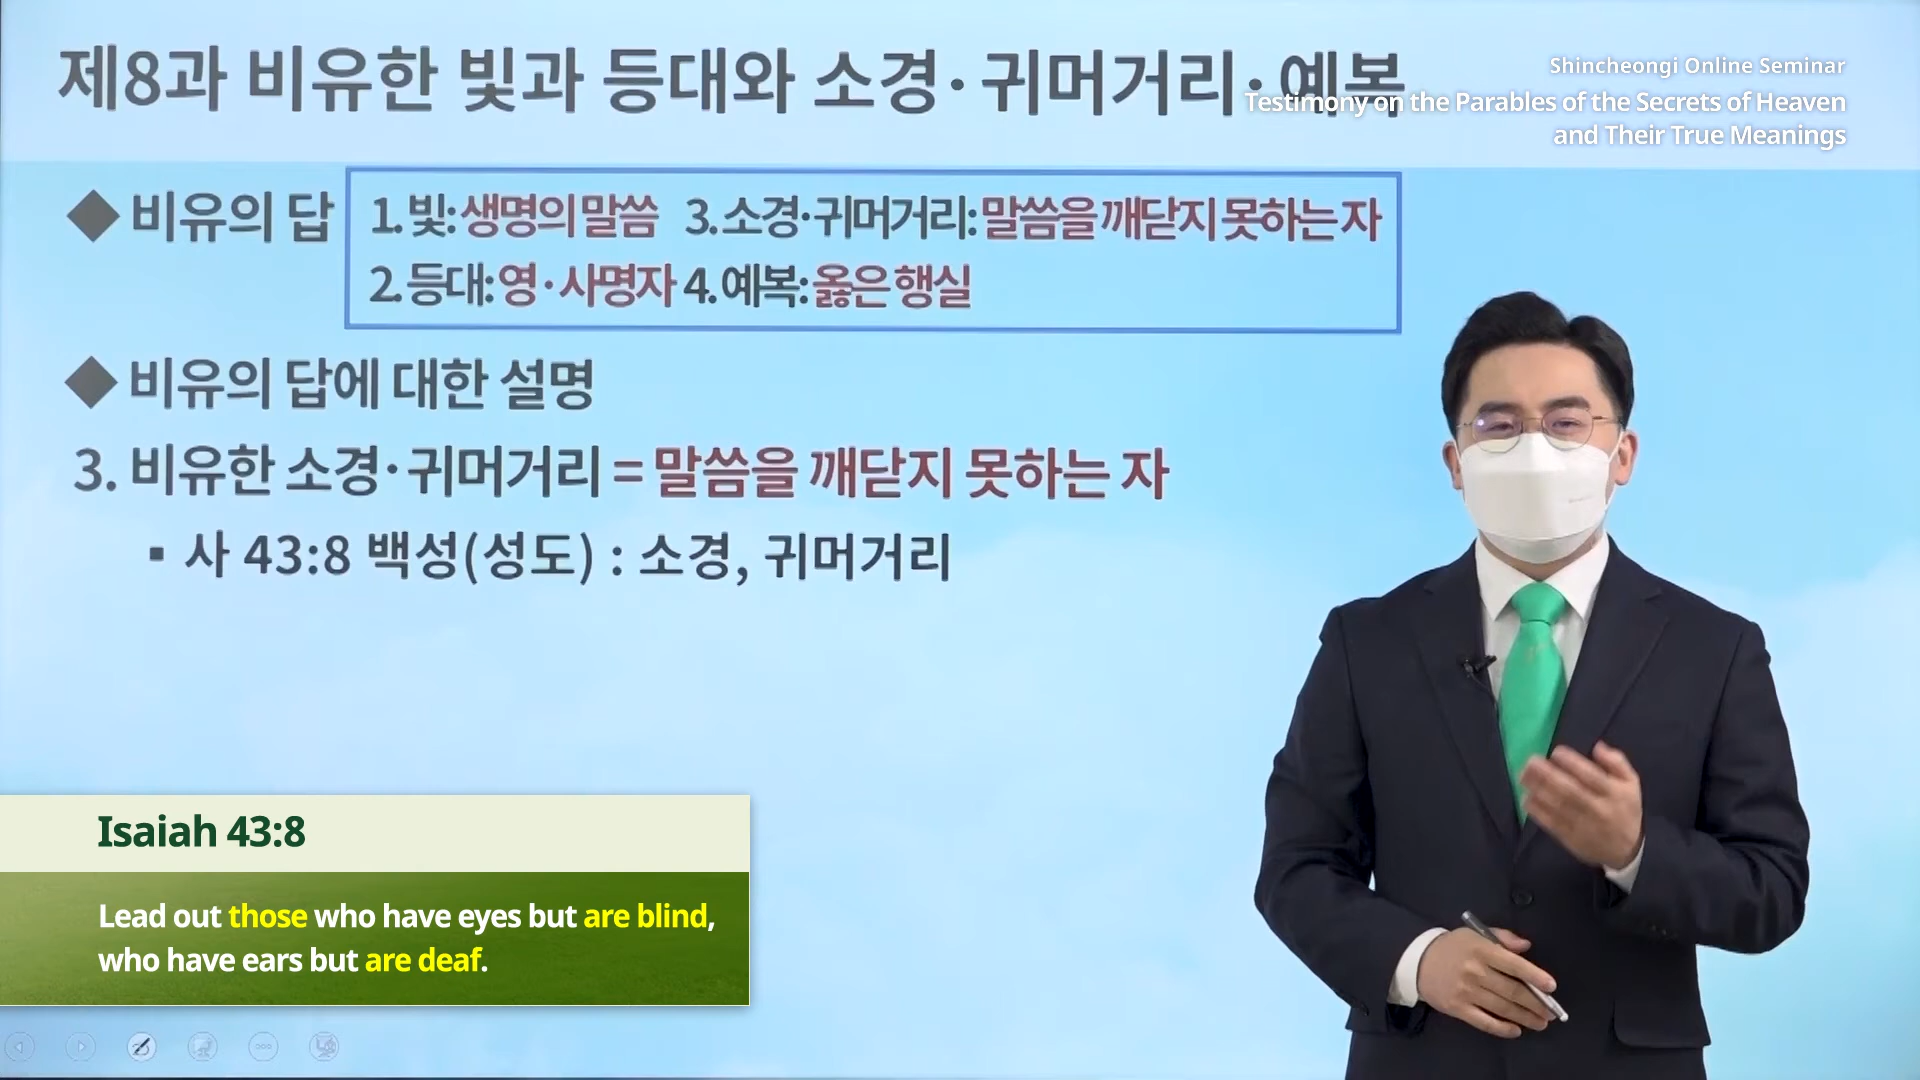 제8과 비유한 빛과 등대와 소경·귀머거리·예복
Shincheongi Online Seminar
Testimony on the Parables of the Secrets of Heaven
and Their True Meanings
◆ 비유의 답
1. 빛: 생명의 말씀 3. 소경·귀머거리: 말씀을 깨닫지 못하는 자
2. 등대: 영·사명자 4. 예복: 옳은 행실
◆ 비유의 답에 대한 설명
3. 비유한 소경·귀머거리 = 말씀을 깨닫지 못하는 자
▪ 사 43:8 백성(성도) : 소경, 귀머거리
Isaiah 43:8
Lead out those who have eyes but are blind,
who have ears but are deaf.